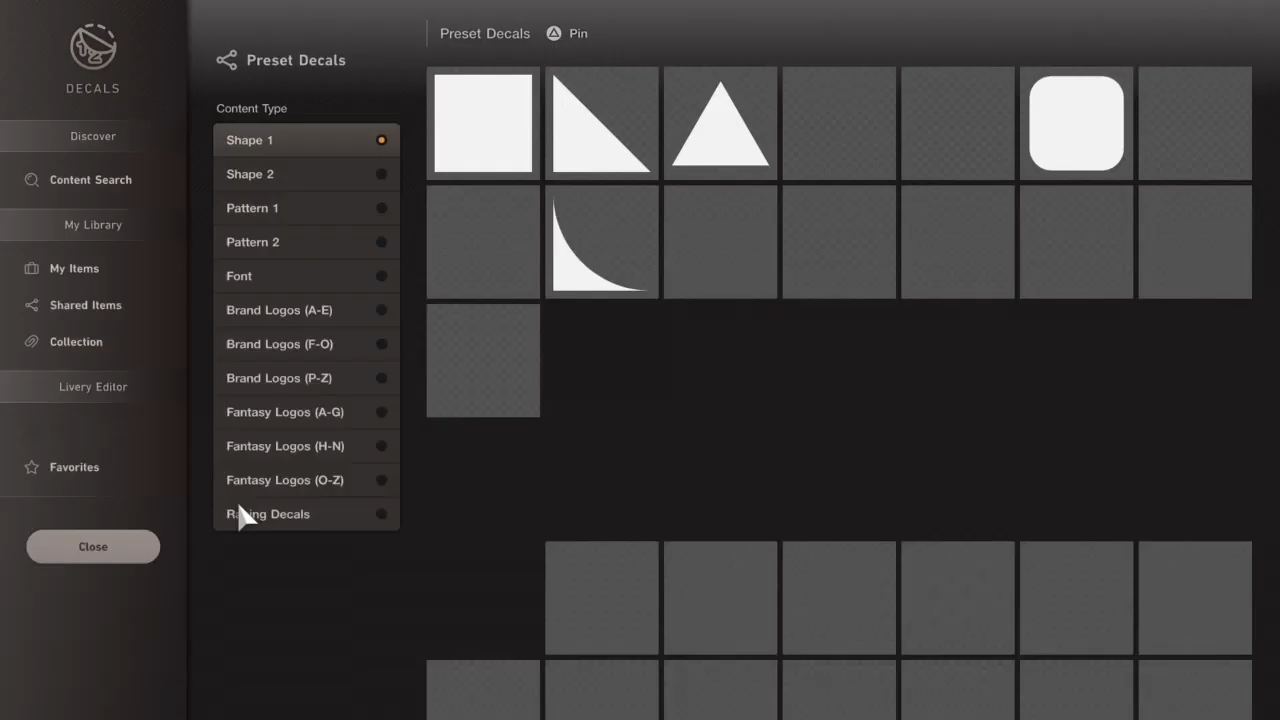 DECALS
Discover
Content Search
My Library
My Items
Shared Items
Collection
Livery Editor
Favorites
Close
Preset Decals
Content Type
Shape 1
Shape 2
Pattern 1
Pattern 2
Font
Brand Logos (A-E)
Brand Logos (F-O)
Brand Logos (P-Z)
Fantasy Logos (A-G)
Fantasy Logos (H-N)
Fantasy Logos (O-Z)
Racing Decals
Preset Decals Pin